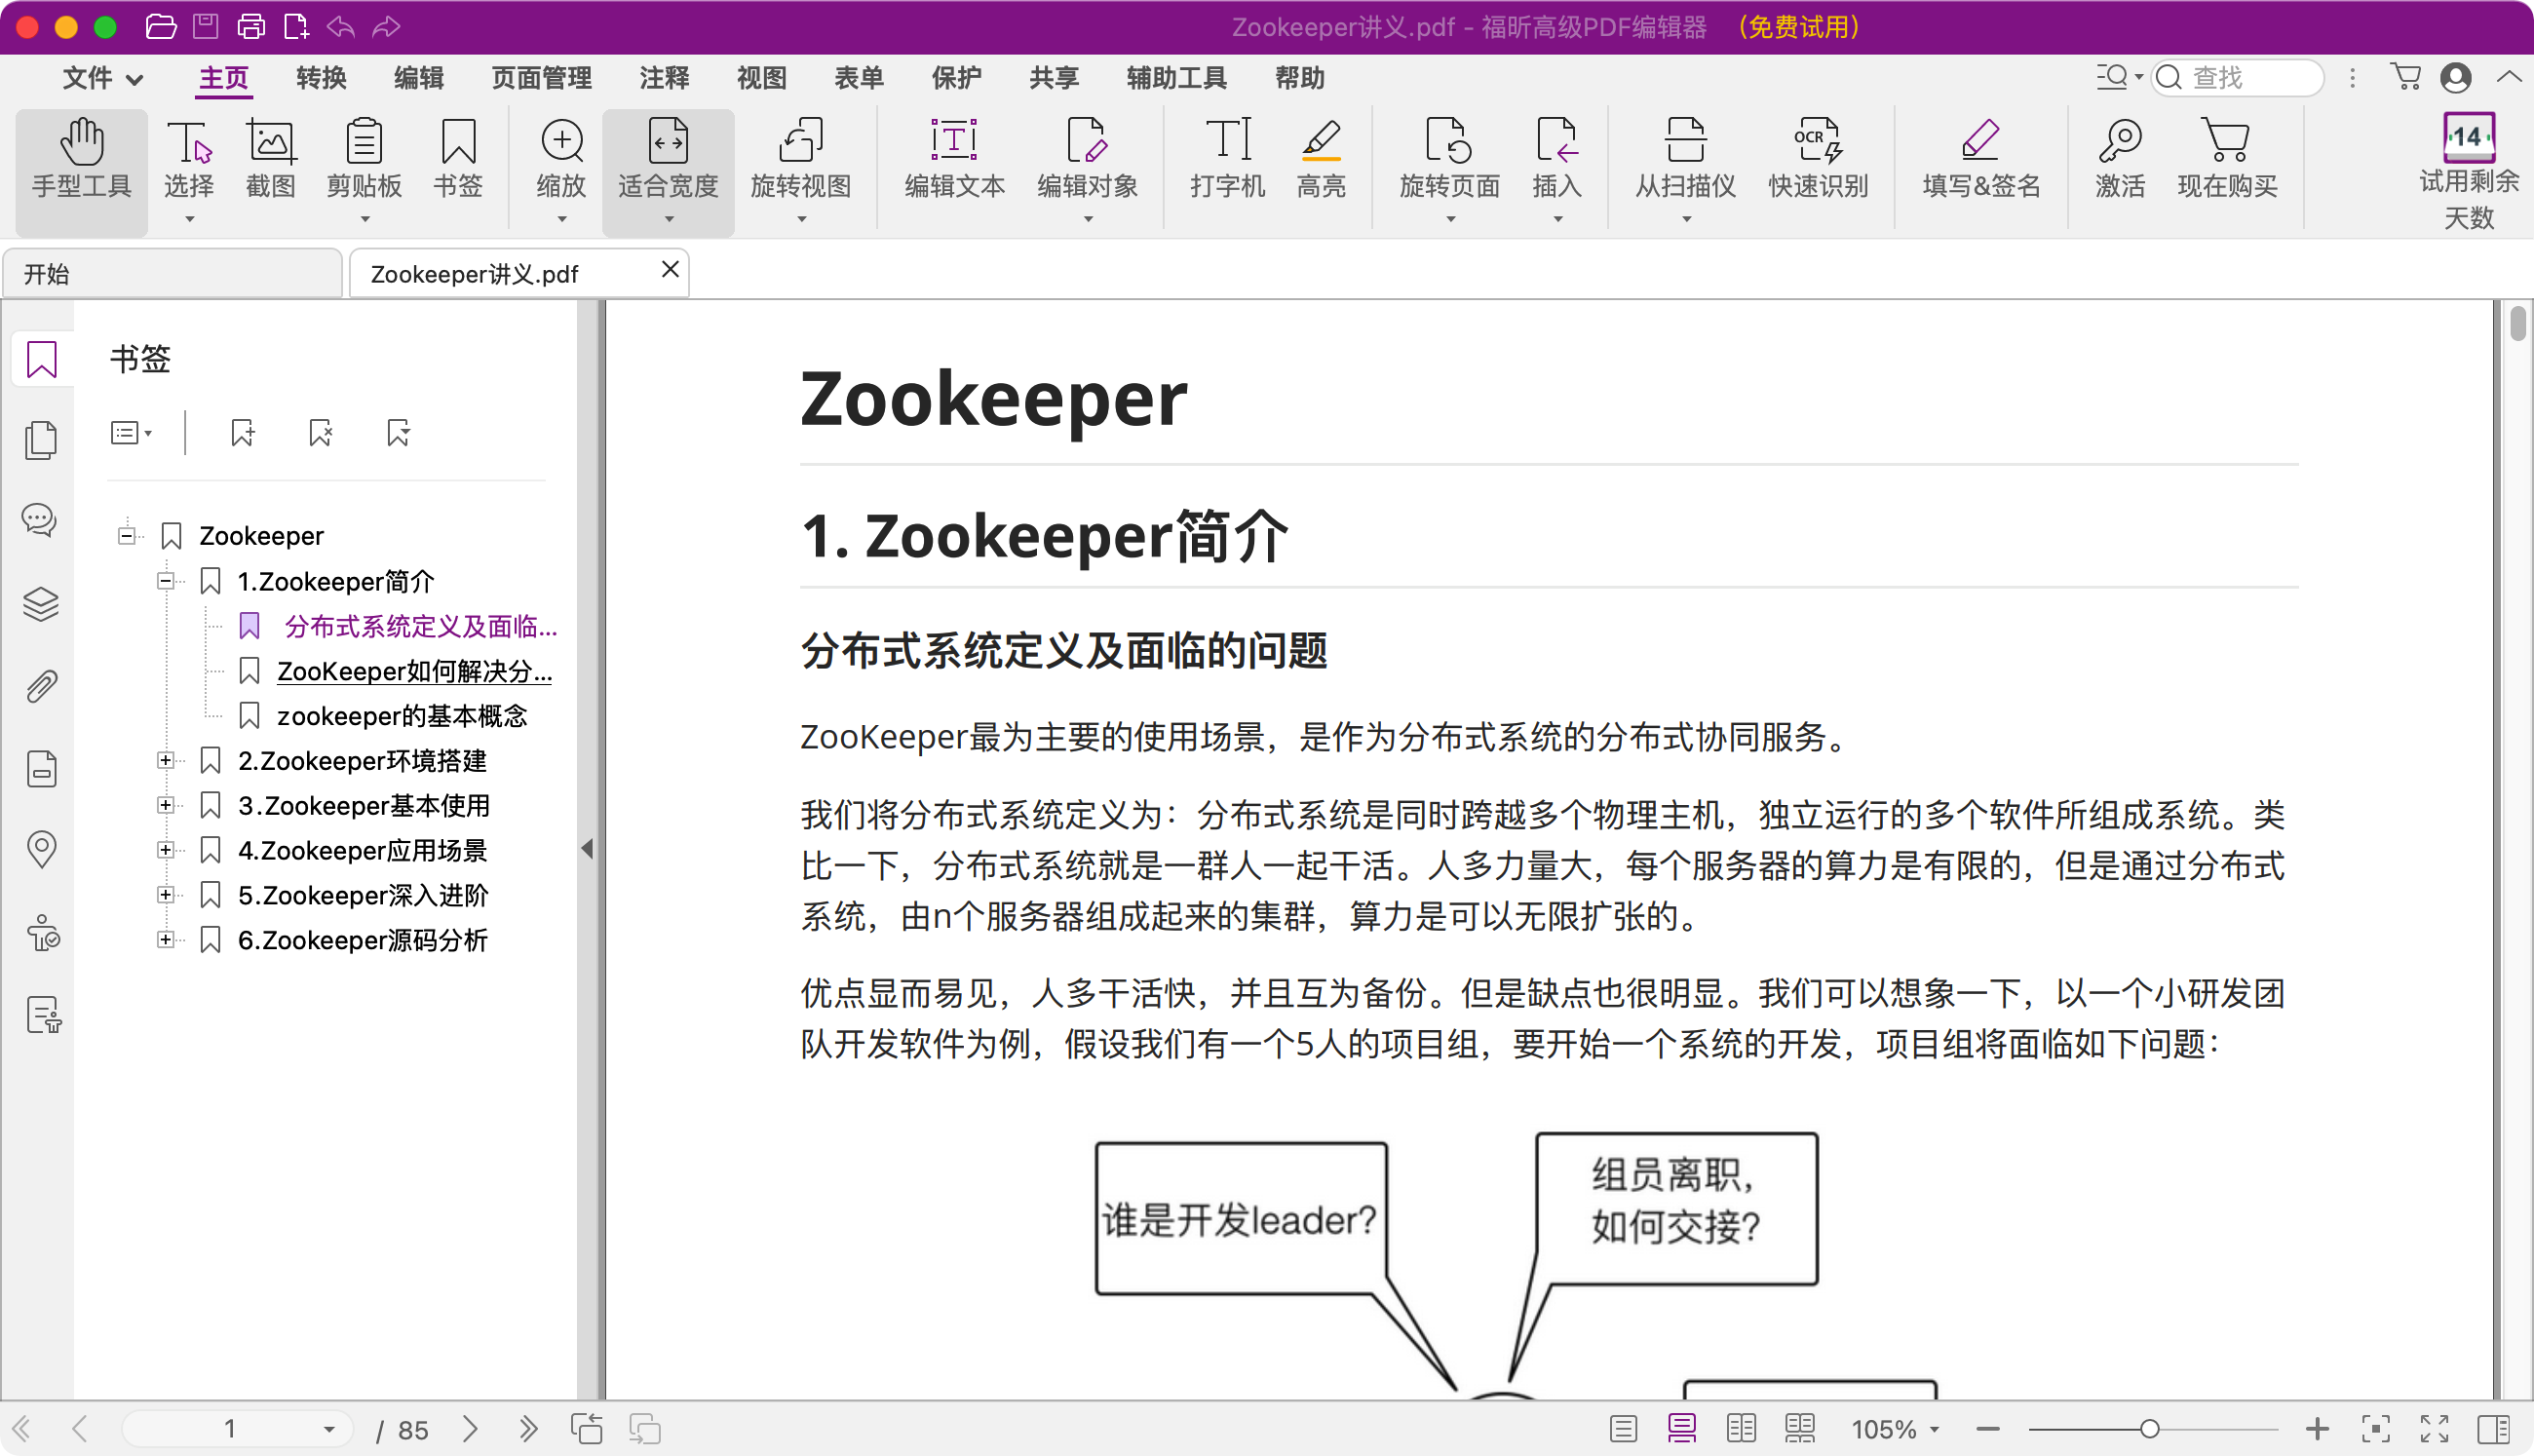 Zookeeper讲义.pdf - 福昕高级PDF编辑器 （免费试用）
文件 主页 转换 编辑 页面管理 注释 视图 表单 保护 共享 辅助工具 帮助 查找
手型工具 选择 截图 剪贴板 书签 缩放 适合宽度 旋转视图 编辑文本 编辑对象 打字机 高亮 旋转页面 插入 从扫描仪 OCR 快速识别 填写&签名 激活 现在购买 14 试用剩余
天数
开始 Zookeeper讲义.pdf
书签
Zookeeper
1.Zookeeper简介
分布式系统定义及面临...
ZooKeeper如何解决分...
zookeeper的基本概念
2.Zookeeper环境搭建
3.Zookeeper基本使用
4.Zookeeper应用场景
5.Zookeeper深入进阶
6.Zookeeper源码分析
Zookeeper
1. Zookeeper简介
分布式系统定义及面临的问题
ZooKeeper最为主要的使用场景，是作为分布式系统的分布式协同服务。
我们将分布式系统定义为：分布式系统是同时跨越多个物理主机，独立运行的多个软件所组成系统。类
比一下，分布式系统就是一群人一起干活。人多力量大，每个服务器的算力是有限的，但是通过分布式
系统，由n个服务器组成起来的集群，算力是可以无限扩张的。
优点显而易见，人多干活快，并且互为备份。但是缺点也很明显。我们可以想象一下，以一个小研发团
队开发软件为例，假设我们有一个5人的项目组，要开始一个系统的开发，项目组将面临如下问题：
谁是开发leader?
组员离职，
如何交接?
1 / 85 105%